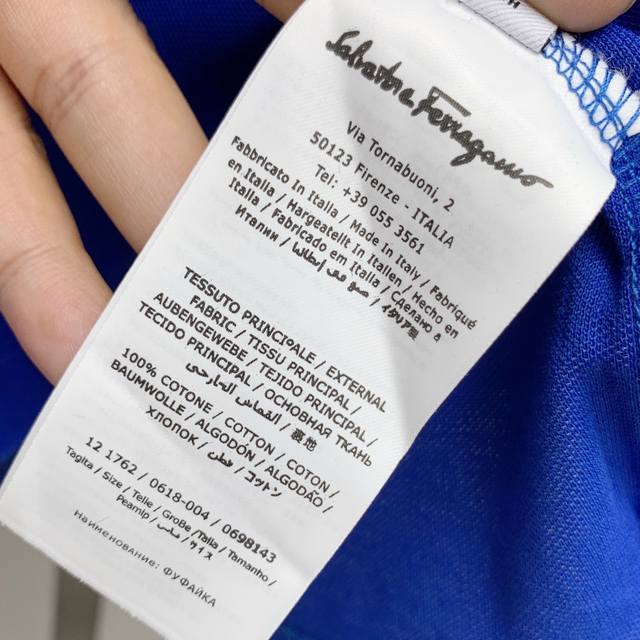 Salvatore Ferragamo
Via Tornabuoni, 2
50123 Firenze - ITALIA
Tel: +39 055 3561
Fabbricato in Italia / Made in Italy / Fabriqué
en Italia / Hargeatellt in Italien / Hecho en
Italia / Fabricado em Italia / Сделано в
Италии / صنع في إيطاليا / イタリア製
TESSUTO PRINCIPALE / EXTERNAL
FABRIC / TISSU PRINCIPAL /
AUBENGEWEBE / TEJIDO PRINCIPAL /
TECIDO PRINCIPAL / ОСНОВНАЯ ТКАНЬ
/ القماش الخارجي / 表地
100% COTONE / COTTON / COTON /
BAUMWOLLE / ALGODÓN / ALGODÃO /
ХЛОПОК / قطن / コットン
12 1762 / 0618-004 / 0698143
Taglia / Size / Taille / Große / Talla / Tamanho /
Размер / مقاس / サイズ
Наименование: ФУФАЙКА